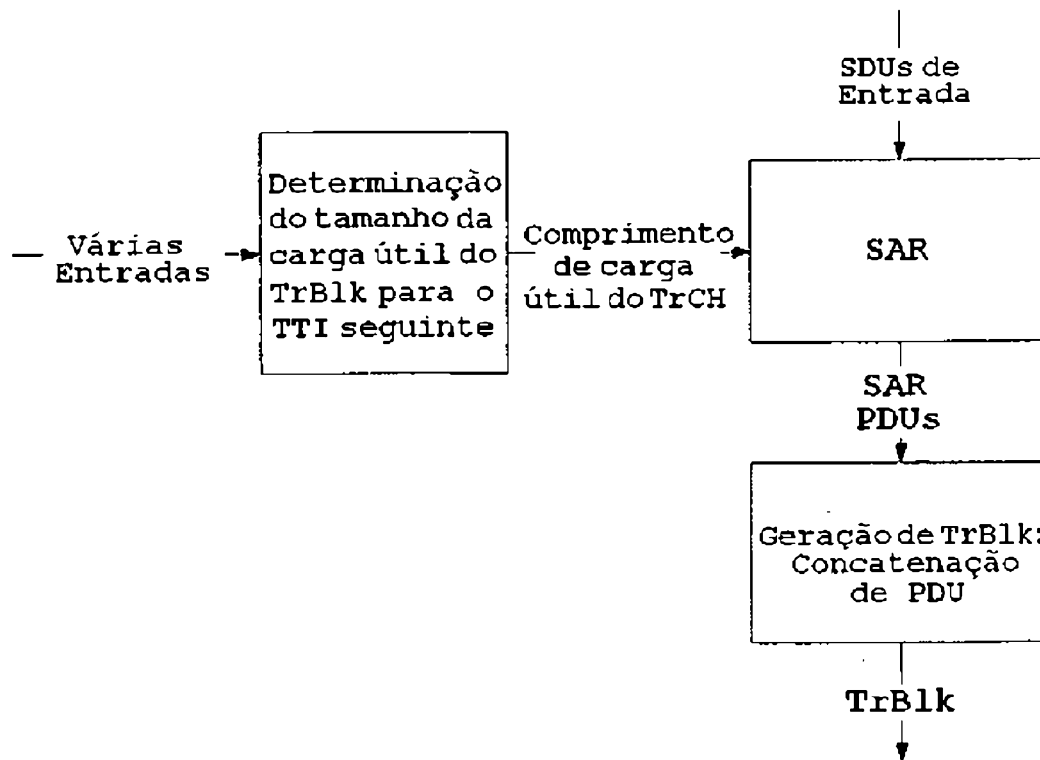 SDUs de
Entrada
Determinação
do tamanho da
carga útil do
TrBlk para o
TTI seguinte
Várias
Entradas
Comprimento
de carga
útil do TrCH
SAR
SAR
PDUs
Geração de TrBlk:
Concatenação
de PDU
TrBlk